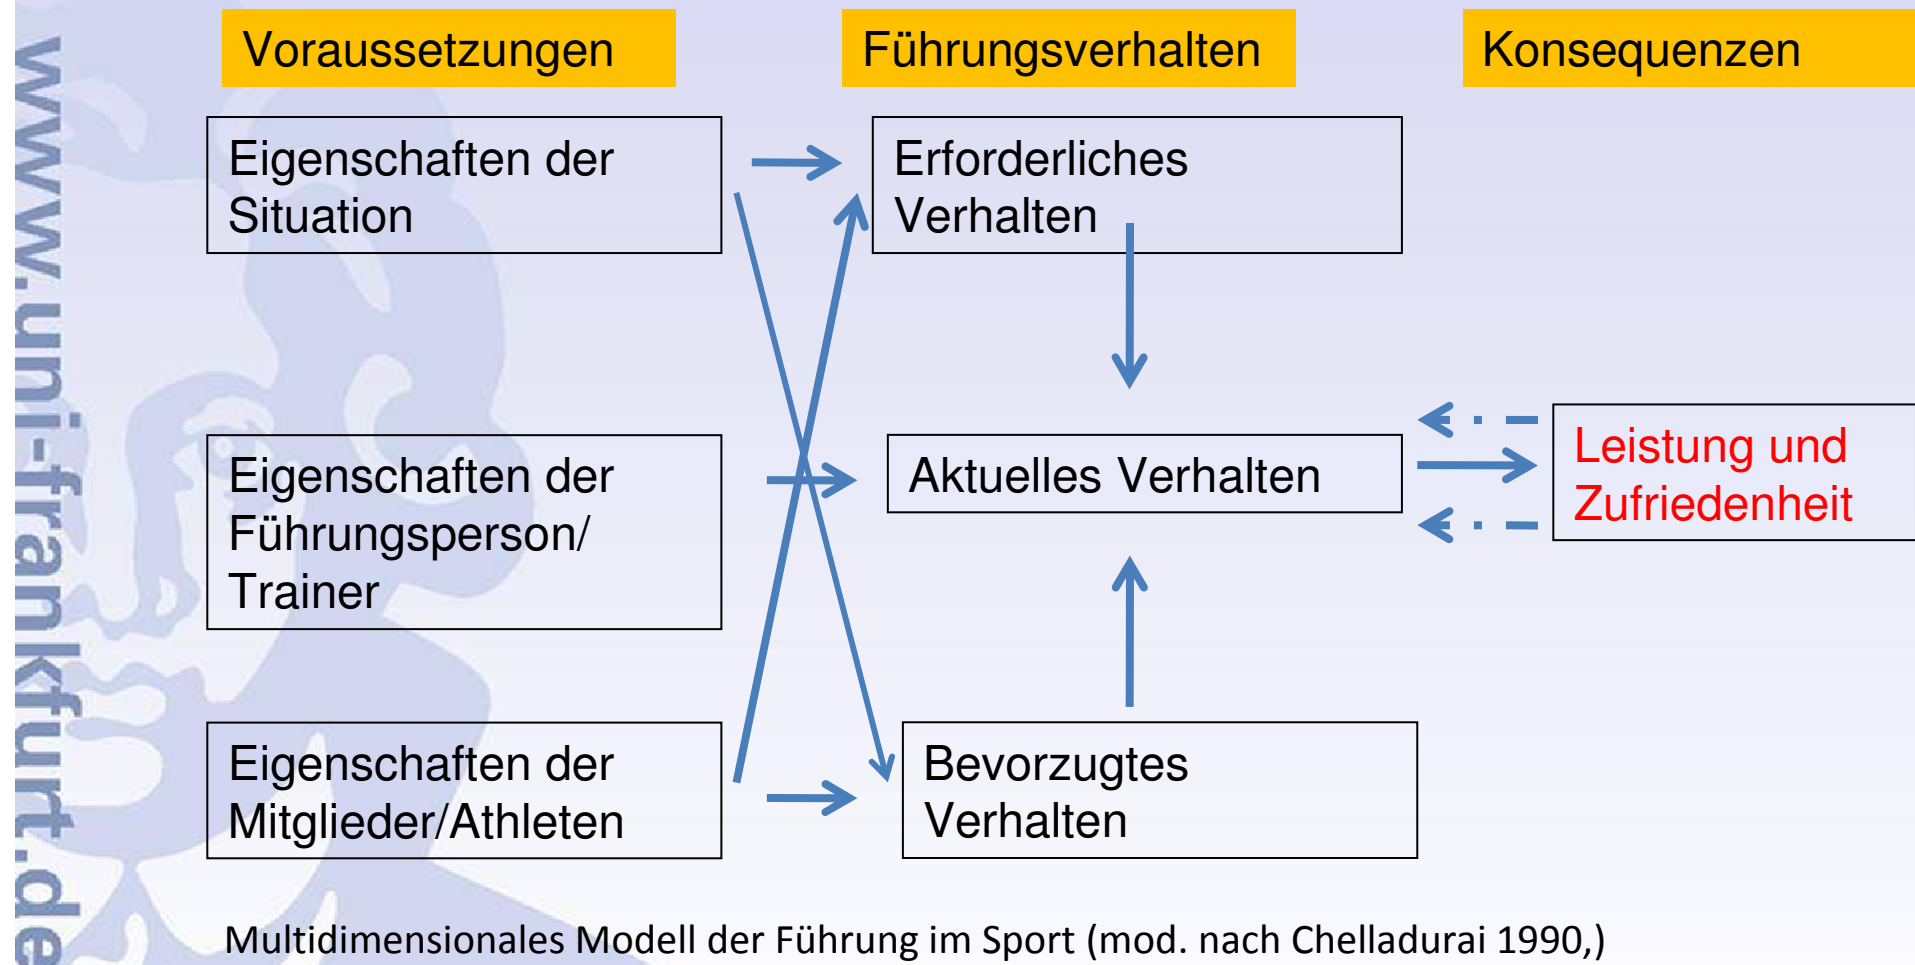 Voraussetzungen
Führungsverhalten
Konsequenzen
Eigenschaften der
Situation
Erforderliches
Verhalten
Eigenschaften der
Führungsperson/
Trainer
Aktuelles Verhalten
Leistung und
Zufriedenheit
Eigenschaften der
Mitglieder/Athleten
Bevorzugtes
Verhalten
Multidimensionales Modell der Führung im Sport (mod. nach Chelladurai 1990,)
www.uni-frankfurt.de